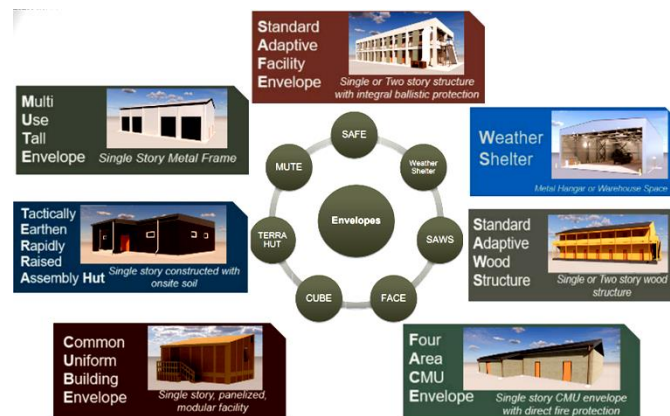 Standard
Adaptive
Facility
Envelope
Single or Two story structure
with integral ballistic protection
Multi
Use
Tall
Envelope
Single Story Metal Frame
Weather
Shelter
Metal Hangar or Warehouse Space
Tactically
Earthen
Rapidly
Raised
Assembly Hut
Single story constructed with
onsite soil
Standard
Adaptive
Wood
Structure
Single or Two story wood
structure
Common
Uniform
Building
Envelope
Single story, panelized,
modular facility
Four
Area
CMU
Envelope
Single story CMU envelope
with direct fire protection
Envelopes
SAFE
Weather
Shelter
SAWS
FACE
CUBE
TERRA
HUT
MUTE